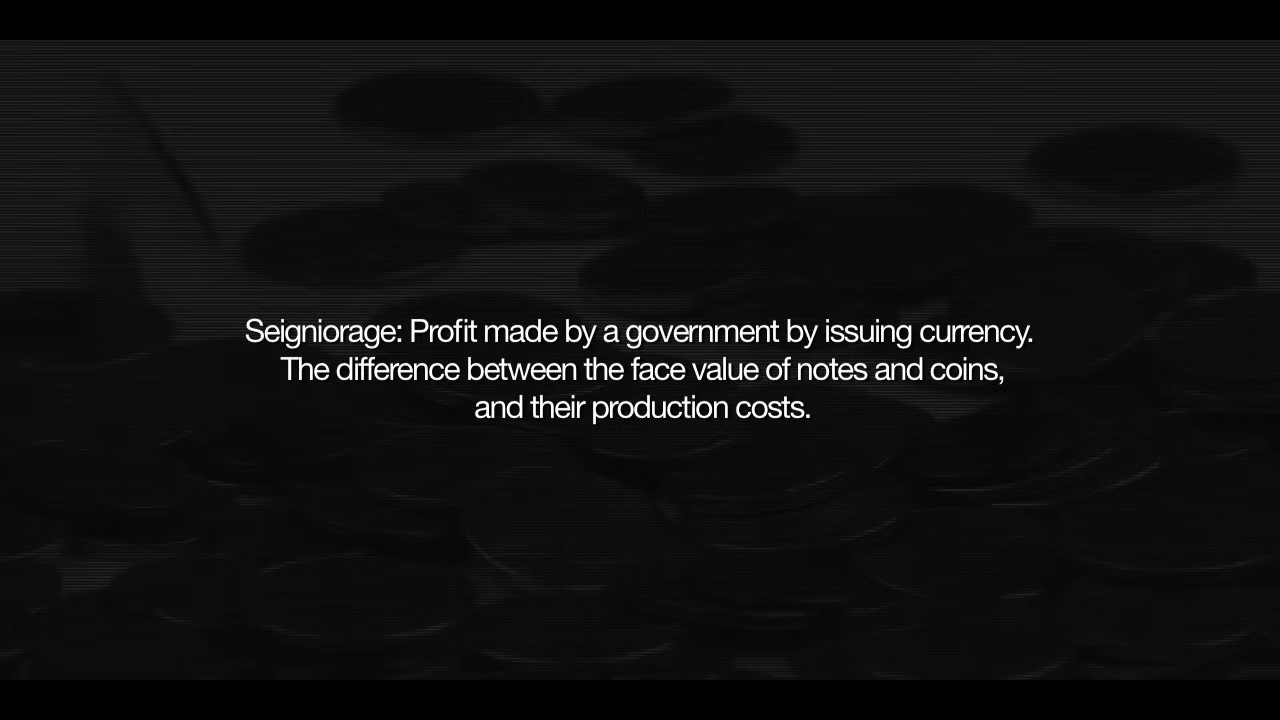 Seigniorage: Profit made by a government by issuing currency.
The difference between the face value of notes and coins,
and their production costs.